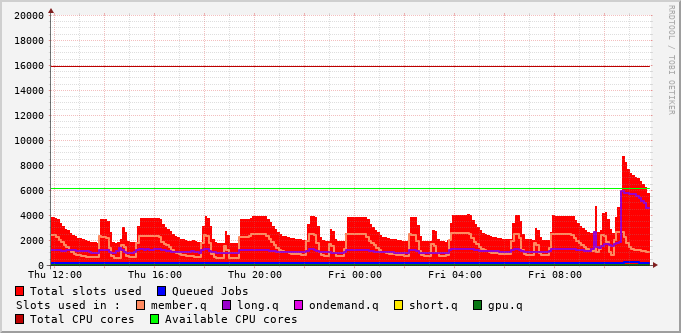 20000
18000
16000
14000
12000
10000
8000
6000
4000
2000
0
Thu 12:00 Thu 16:00 Thu 20:00 Fri 00:00 Fri 04:00 Fri 08:00
Total slots used Queued Jobs
Slots used in : member.q long.q ondemand.q short.q gpu.q
Total CPU cores Available CPU cores
RRDTOOL / TOBI OETIKER